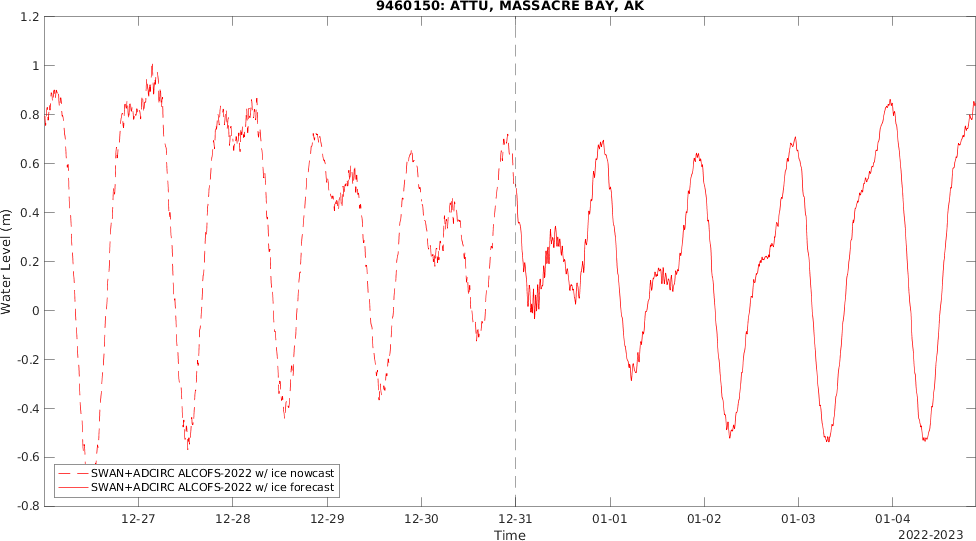 9460150: ATTU, MASSACRE BAY, AK
1.2
1
0.8
0.6
0.4
0.2
0
-0.2
-0.4
-0.6
-0.8
Water Level (m)
SWAN+ADCIRC ALCOFS-2022 w/ ice nowcast
SWAN+ADCIRC ALCOFS-2022 w/ ice forecast
12-27 12-28 12-29 12-30 12-31 01-01 01-02 01-03 01-04
Time
2022-2023